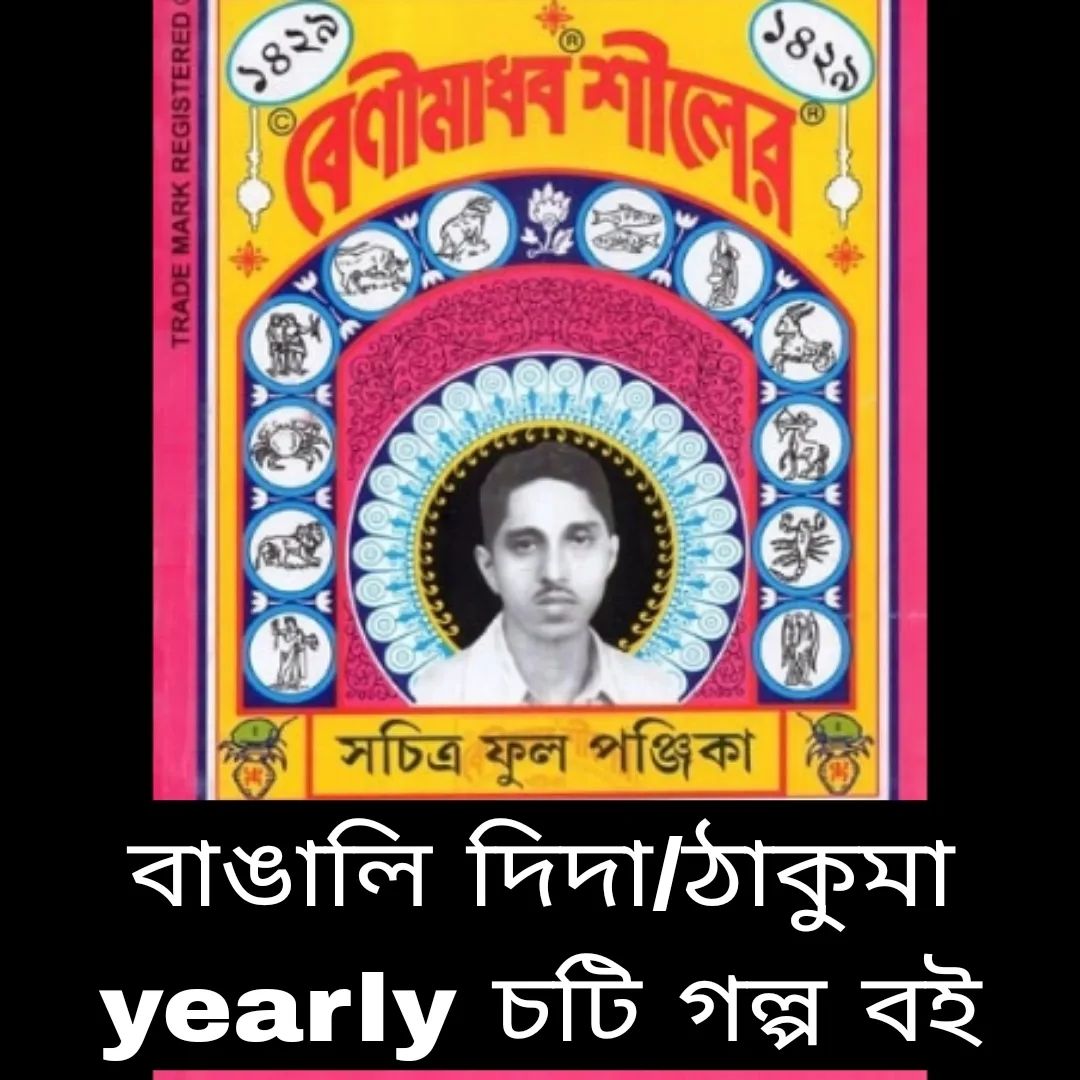 TRADE MARK REGISTERED
১৪২৯ ১৪২৯
বেণীমাধব শীলের
সচিত্র ফুল পঞ্জিকা
বাঙালি দিদা/ঠাকুমা
yearly চটি গল্প বই